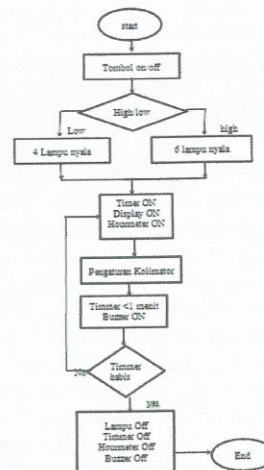 start
Tombol on/off
High/low
Low
high
4 Lampu nyala
6 lampu nyala
Timer ON
Display ON
Hourmeter ON
Pengaturan Kolimator
Timmer <1 menit
Buzzer ON
Timmer
habis
No
yes
Lampu Off
Timmer Off
Hourmeter Off
Buzzer Off
End